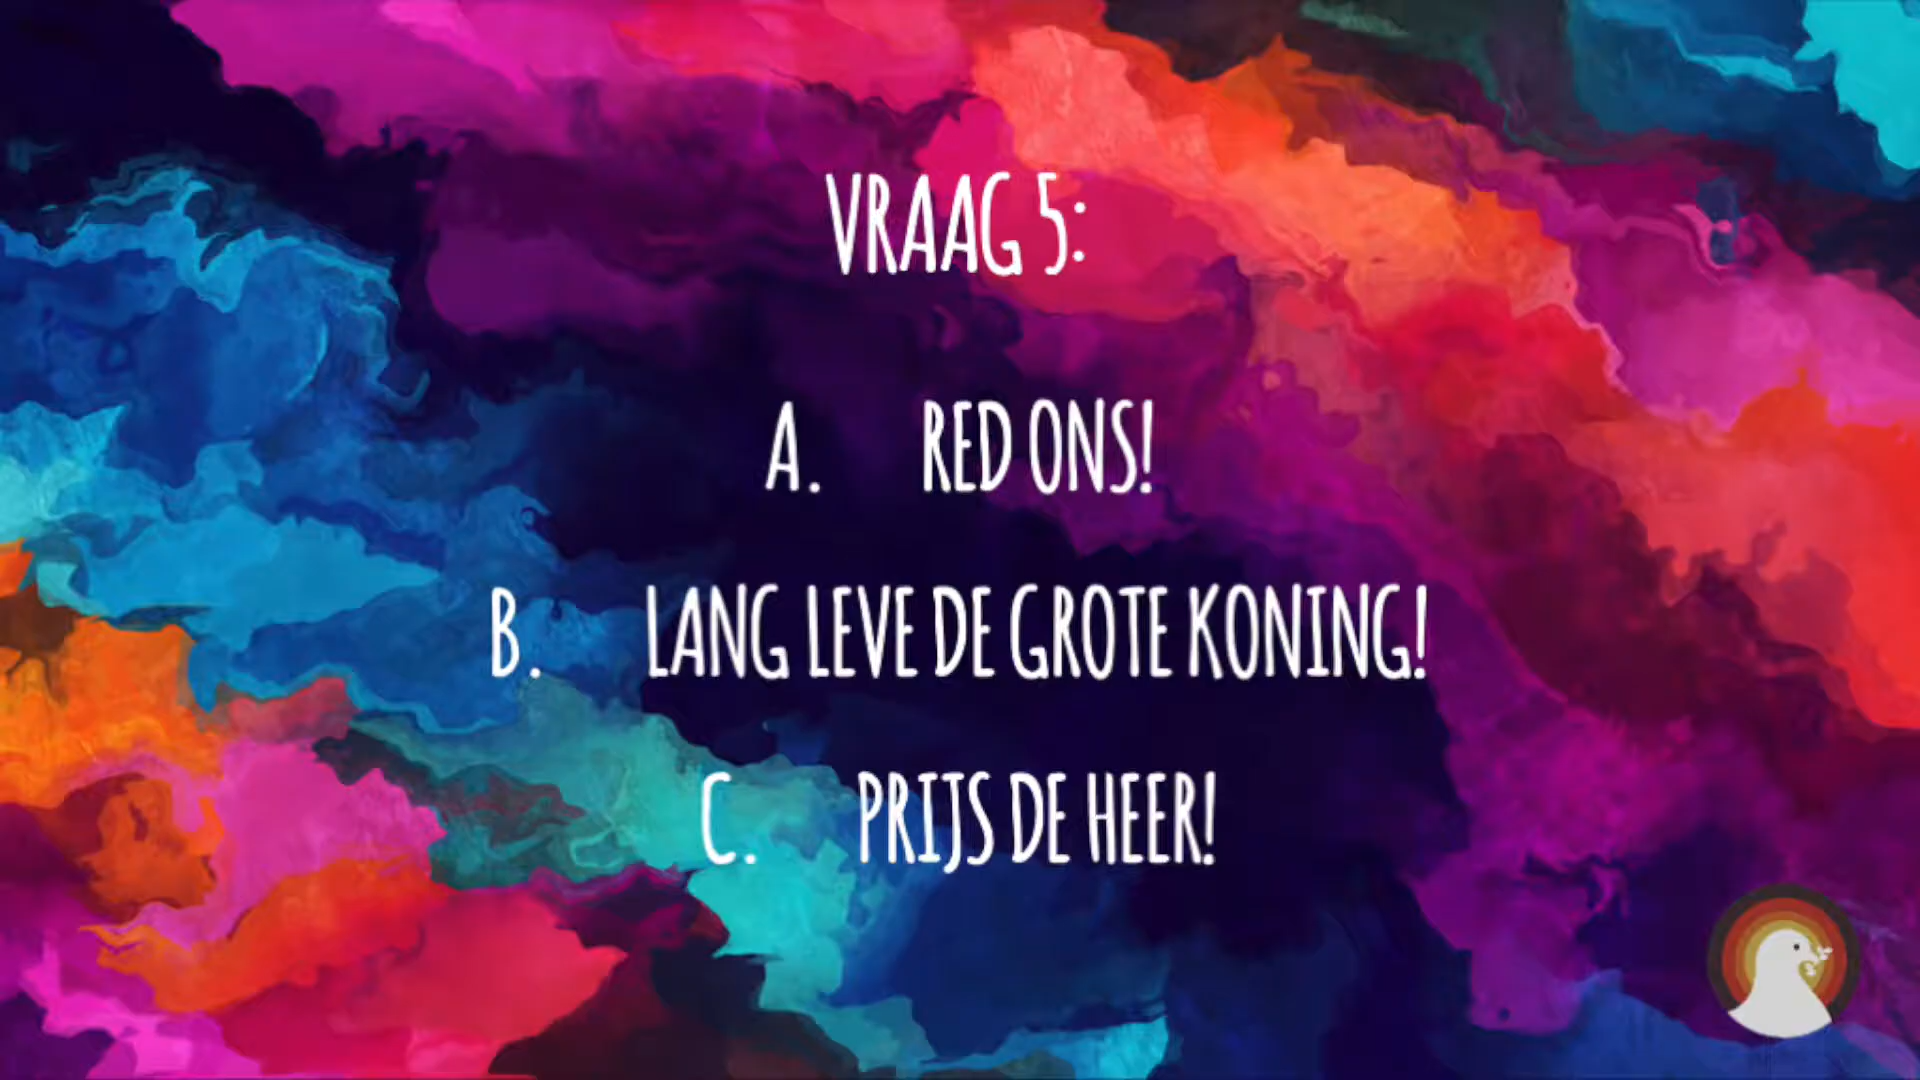 VRAAG 5:
A. RED ONS!
B. LANG LEVE DE GROTE KONING!
C. PRIJS DE HEER!